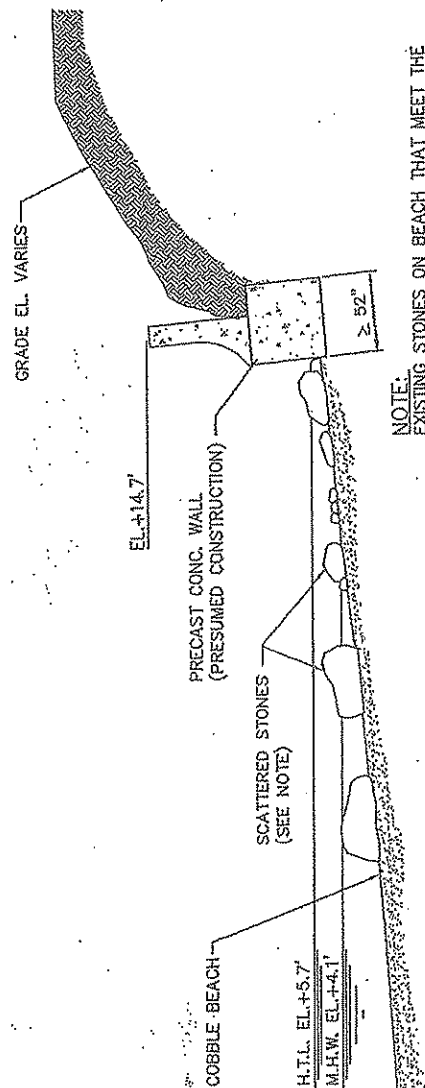 GRADE EL. VARIES
EL.+14.7'
PRECAST CONC. WALL
(PRESUMED CONSTRUCTION)
SCATTERED STONES
(SEE NOTE)
COBBLE BEACH
H.T.L. EL.+5.7'
M.H.W. EL.+4.1'
≥ 52"
NOTE:
EXISTING STONES ON BEACH THAT MEET THE